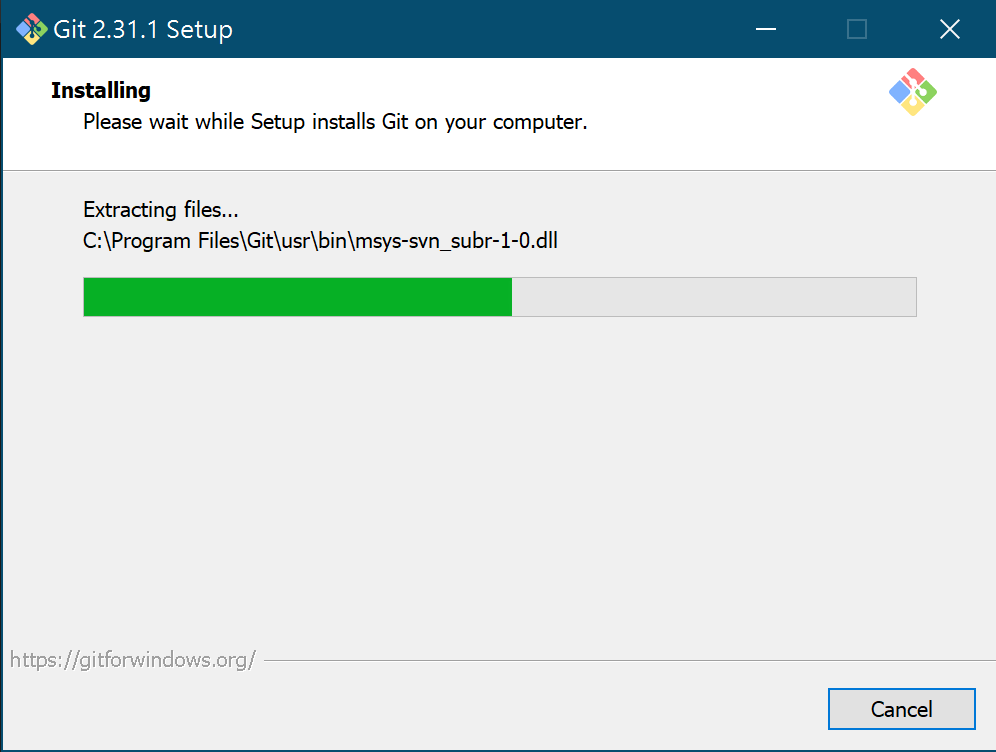 Git 2.31.1 Setup
Installing
Please wait while Setup installs Git on your computer.
Extracting files...
C:\Program Files\Git\usr\bin\msys-svn_subr-1-0.dll
https://gitforwindows.org/
Cancel